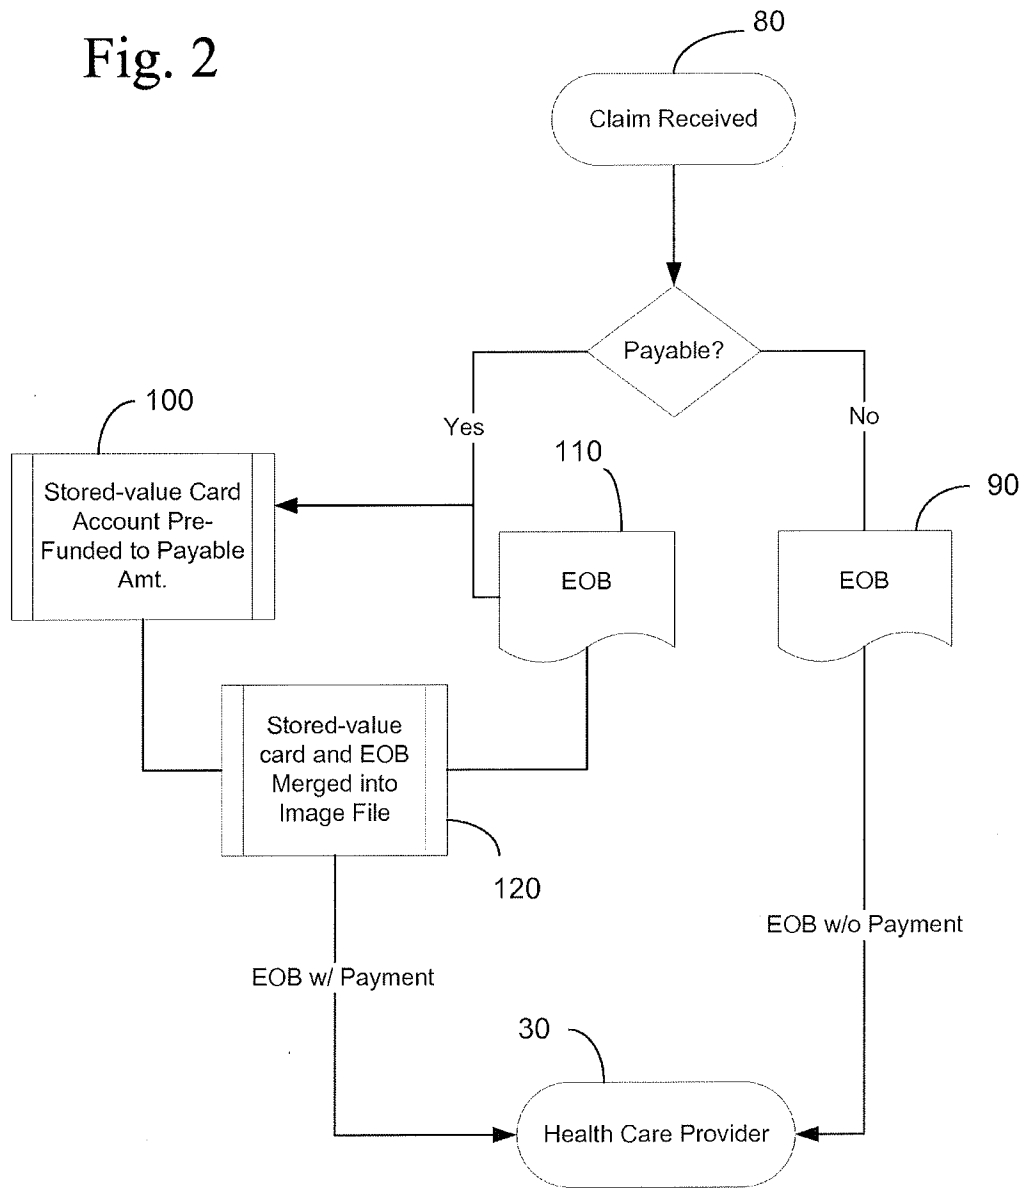 Fig. 2
80
Claim Received
Payable?
Yes
No
100
Stored-value Card
Account Pre-
Funded to Payable
Amt.
110
EOB
90
EOB
Stored-value
card and EOB
Merged into
Image File
120
EOB w/o Payment
EOB w/ Payment
30
Health Care Provider